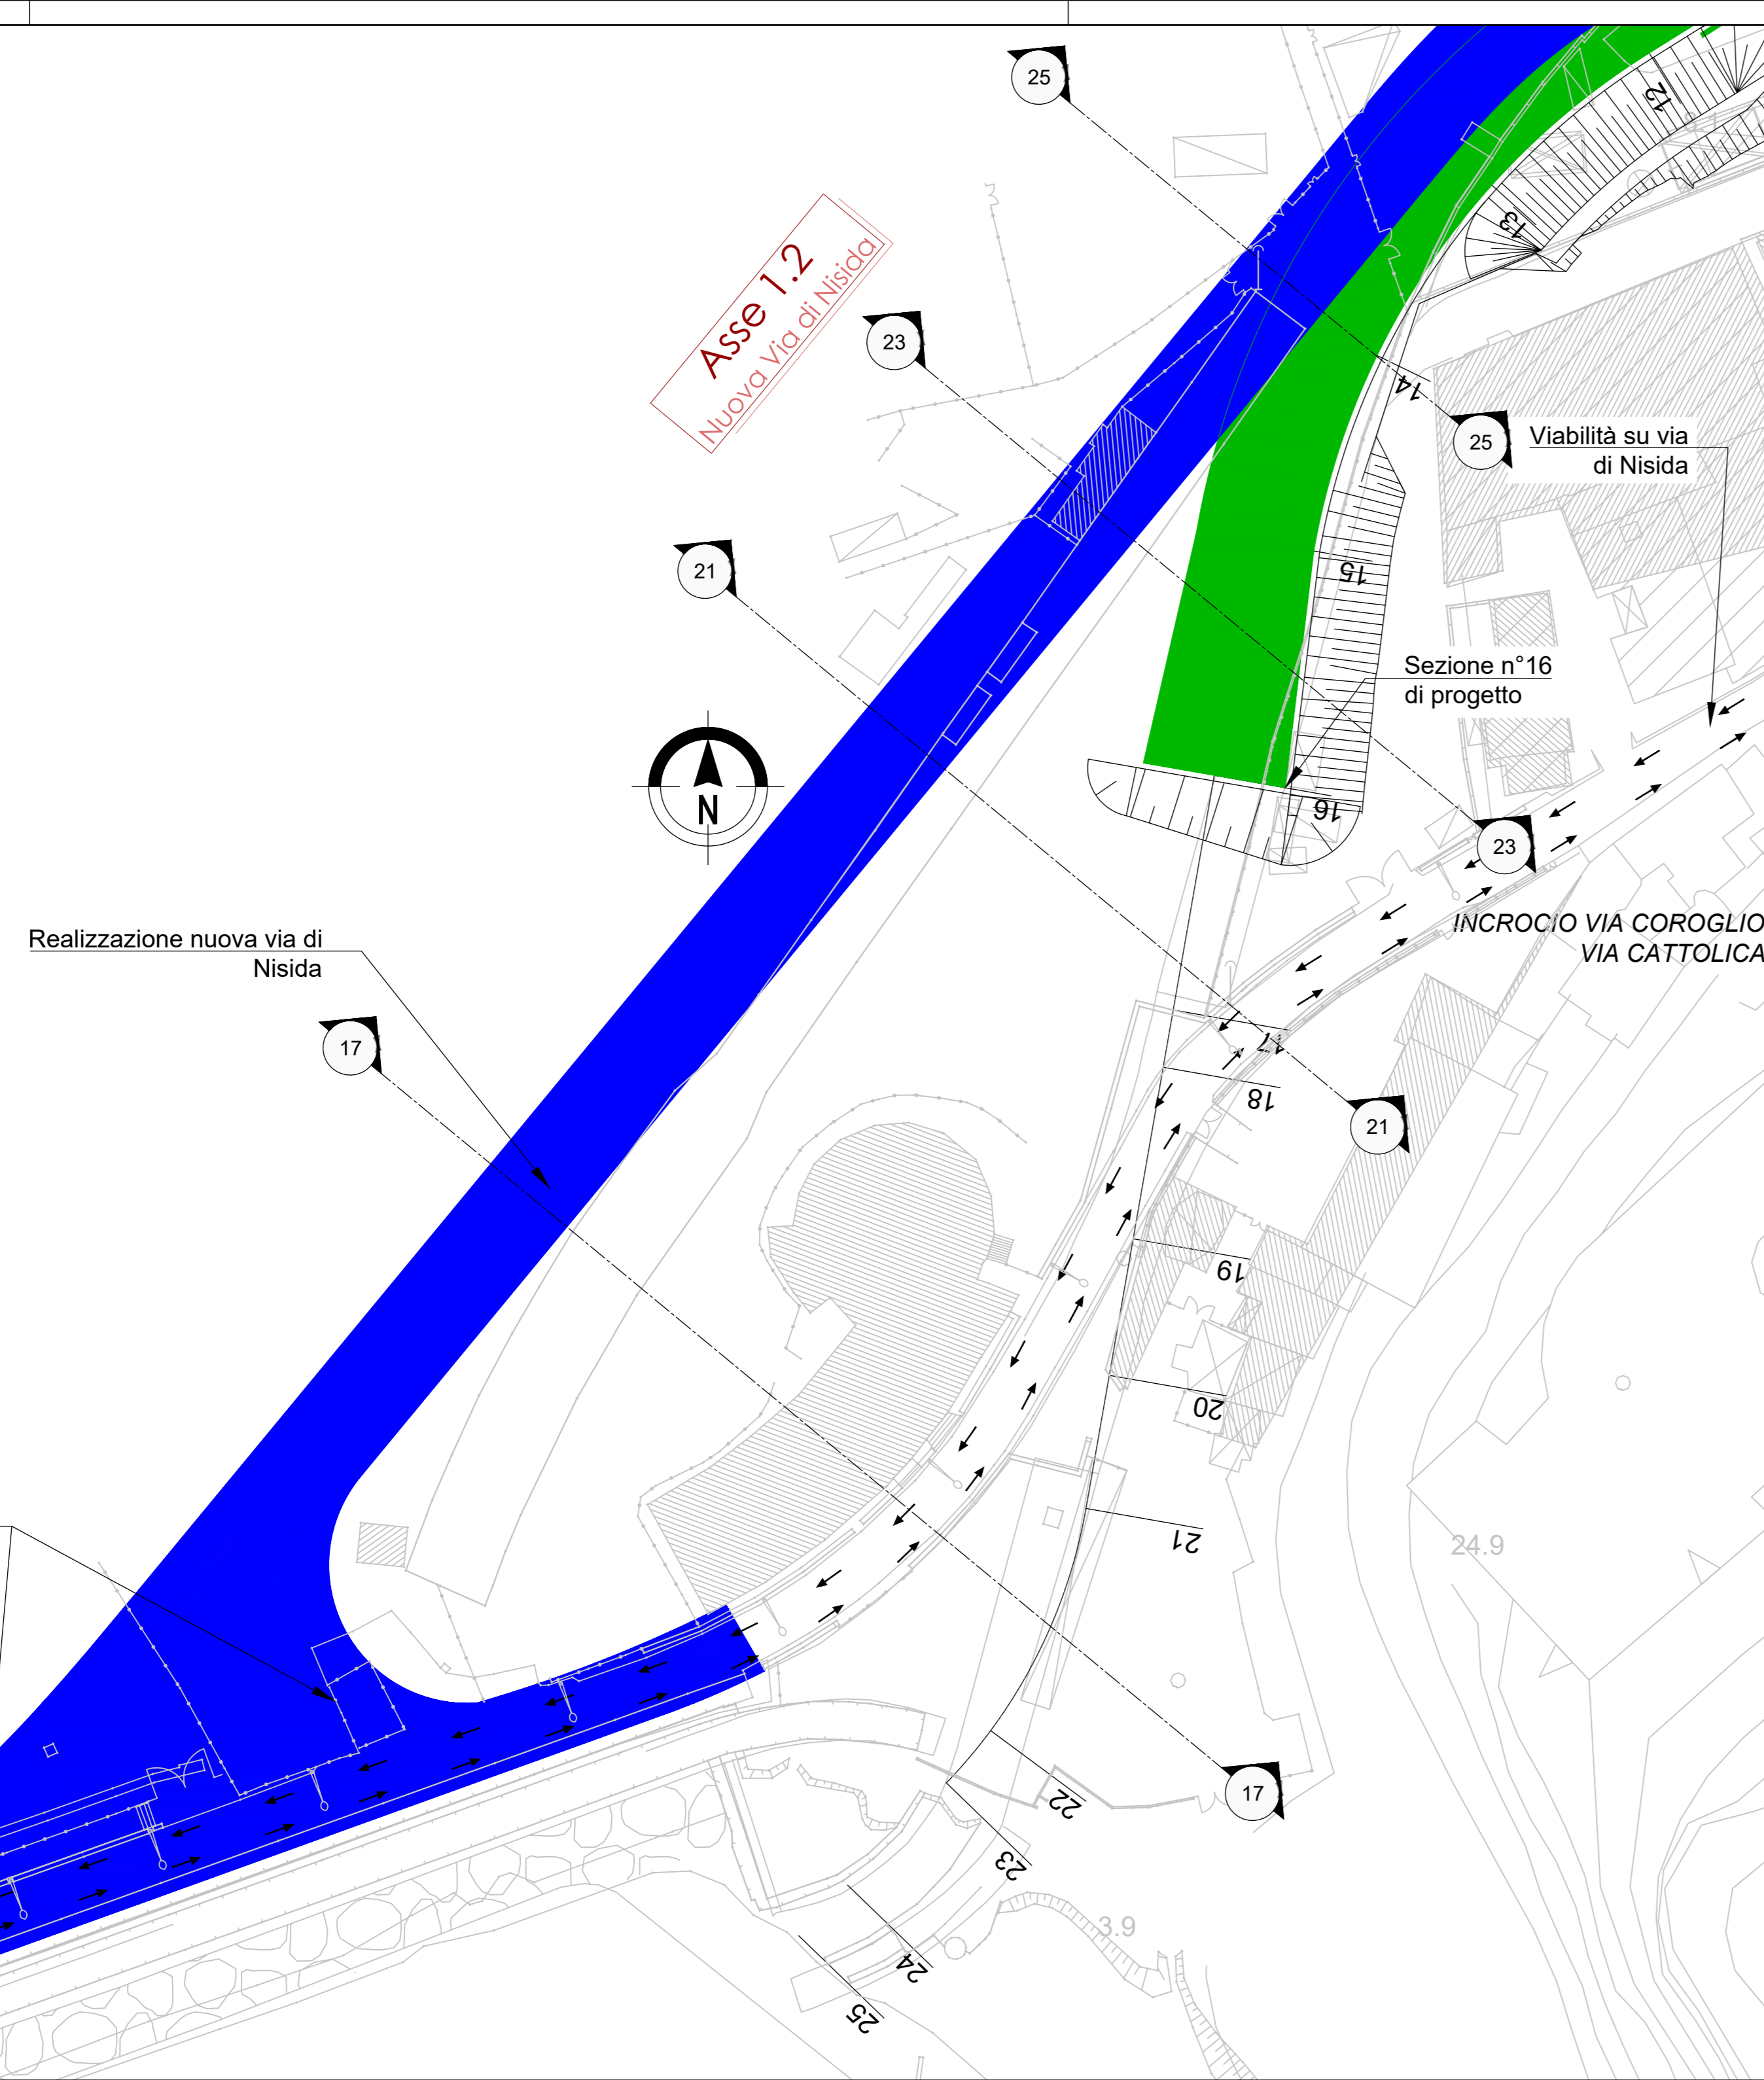 25
12
13
Asse 1.2
Nuova Via di Nisida
23
14
25
Viabilità su via
di Nisida
21
15
Sezione n°16
di progetto
N
16
23
INCROCIO VIA COROGLIO
VIA CATTOLICA
Realizzazione nuova via di
Nisida
17
17
18
21
19
20
21
24.9
22
17
23
3.9
24
25